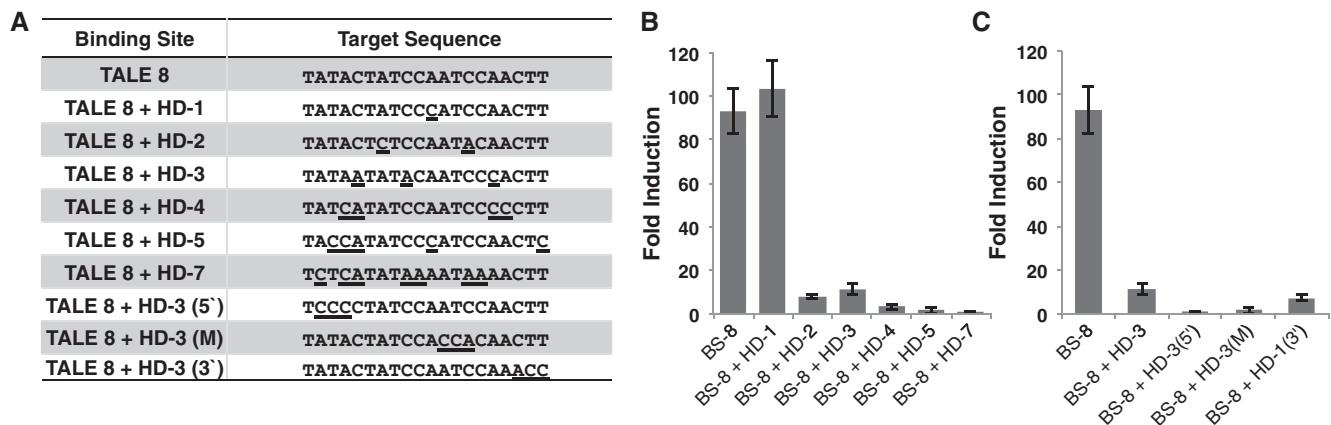 A
Binding Site Target Sequence
TALE 8 TATACTATCCAATCCAACTT
TALE 8 + HD-1 TATACTATCCCATCCAACTT
TALE 8 + HD-2 TATACTCTCCAATACAACTT
TALE 8 + HD-3 TATAATATACAATCCCACTT
TALE 8 + HD-4 TATCATATCCAATCCCCCTT
TALE 8 + HD-5 TACCATATCCCATCCAACTC
TALE 8 + HD-7 TCTCATATAAAATAAAACTT
TALE 8 + HD-3 (5`) TCCCCTATCCAATCCAACTT
TALE 8 + HD-3 (M) TATACTATCCACCACAACTT
TALE 8 + HD-3 (3`) TATACTATCCAATCCAAACC
B
Fold Induction
120
100
80
60
40
20
0
BS-8
BS-8 + HD-1
BS-8 + HD-2
BS-8 + HD-3
BS-8 + HD-4
BS-8 + HD-5
BS-8 + HD-7
C
Fold Induction
120
100
80
60
40
20
0
BS-8
BS-8 + HD-3
BS-8 + HD-3(5')
BS-8 + HD-3(M)
BS-8 + HD-1(3')